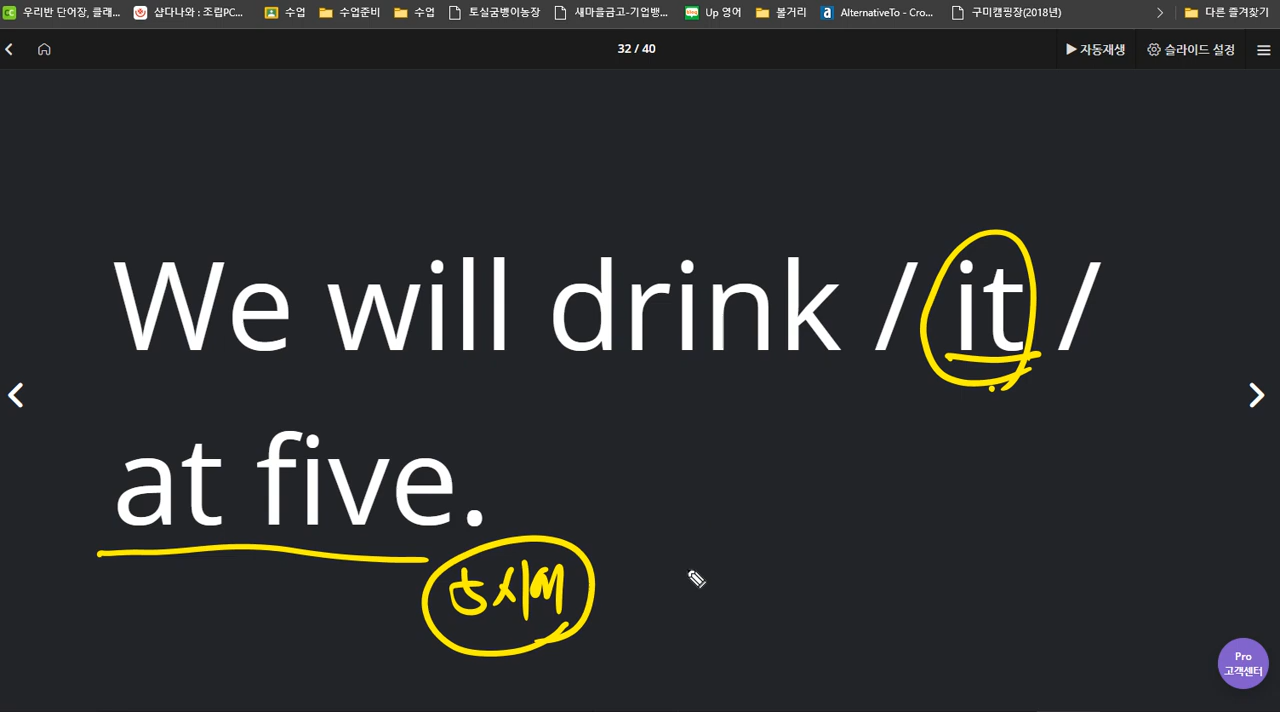 우리반 단어장, 클래... 샵다나와 : 조립PC... 수업 수업준비 수업 토실굼벵이농장 새마을금고-기업뱅... Up 영어 볼거리 AlternativeTo - Cro... 구미캠핑장(2018년) 다른 즐겨찾기
32 / 40 자동재생 슬라이드 설정
We will drink / it /
at five.
5시에
Pro
고객센터